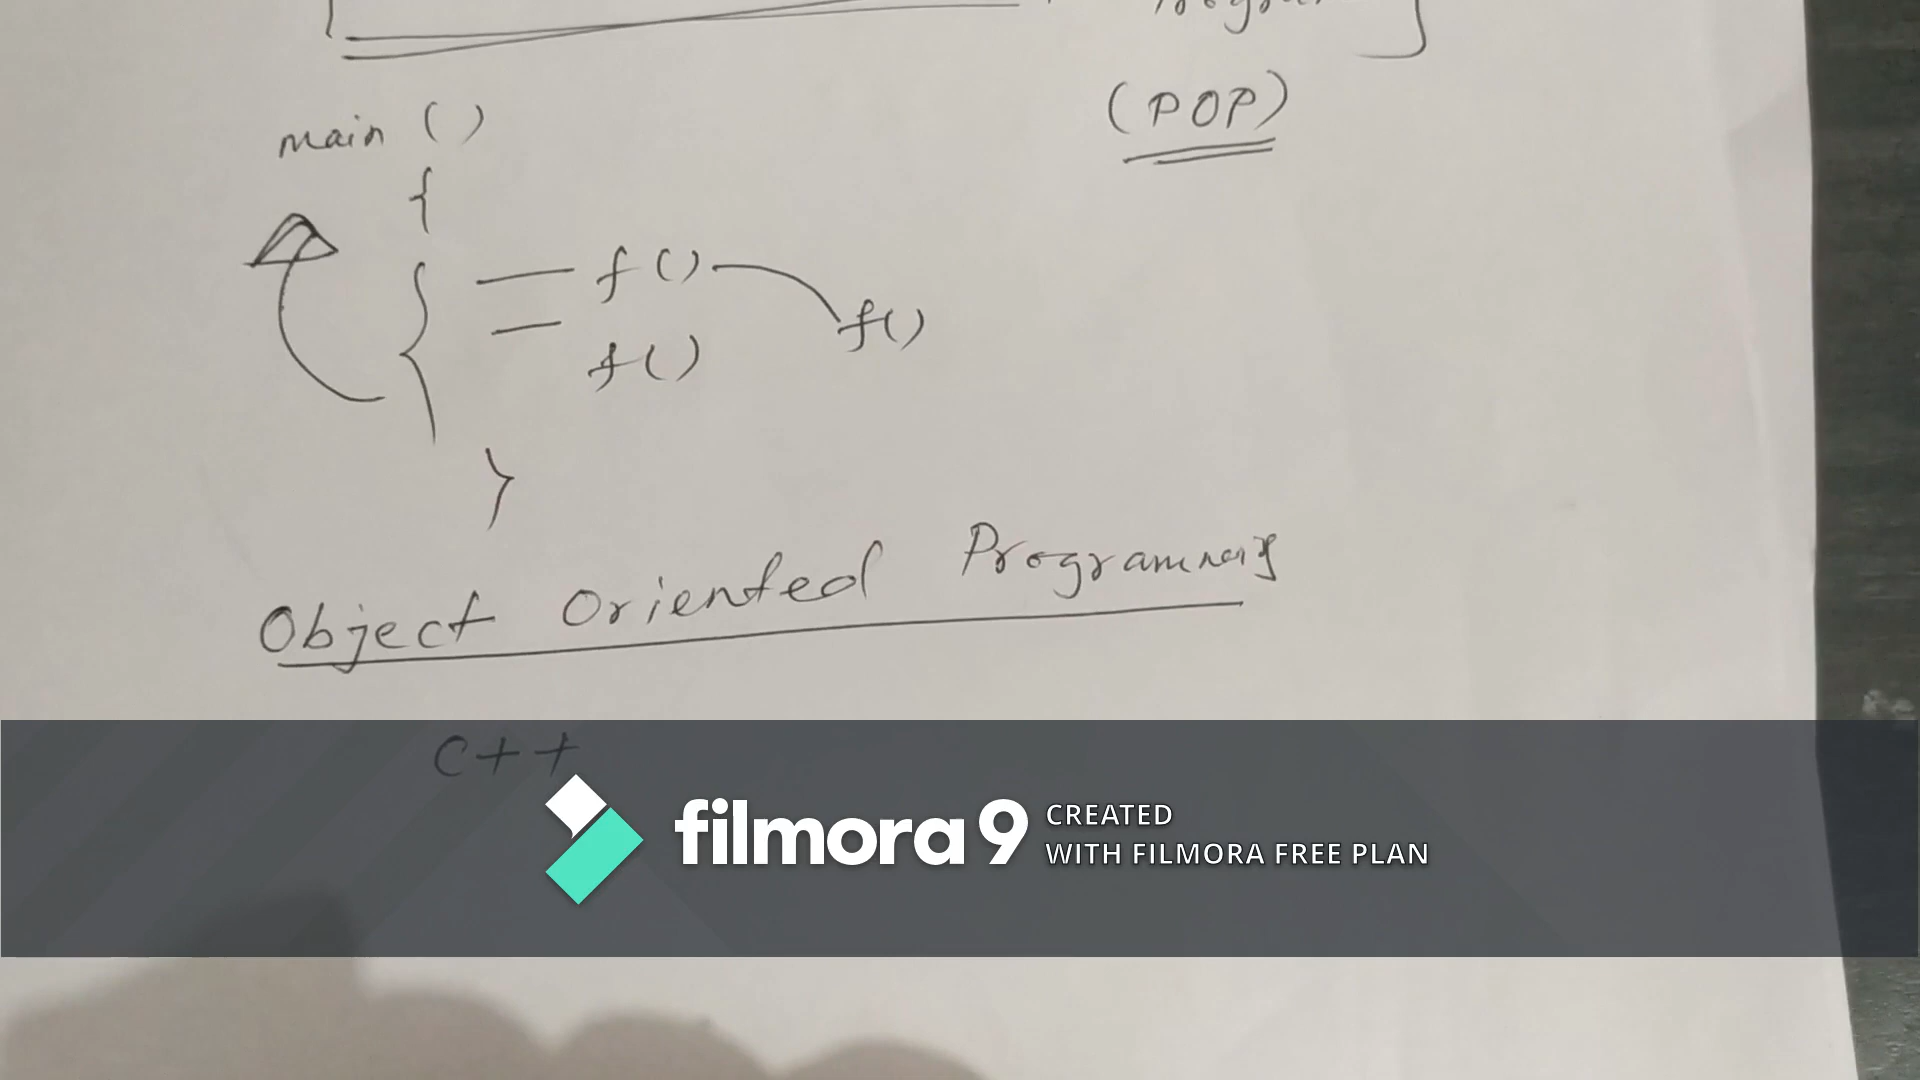 (POP)
main ()
{
f ()
f()
f()
}
Object Oriented Programming
C++
filmora 9 CREATED
WITH FILMORA FREE PLAN